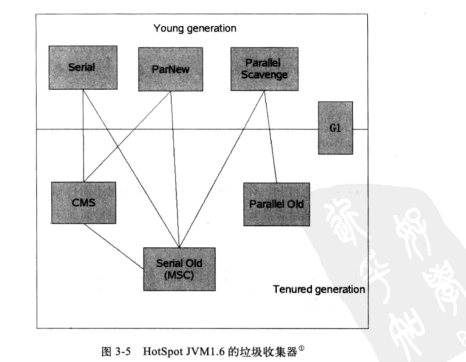 Young generation
Serial
ParNew
Parallel
Scavenge
G1
CMS
Parallel Old
Serial Old
(MSC)
Tenured generation
图 3-5 HotSpot JVM1.6 的垃圾收集器①